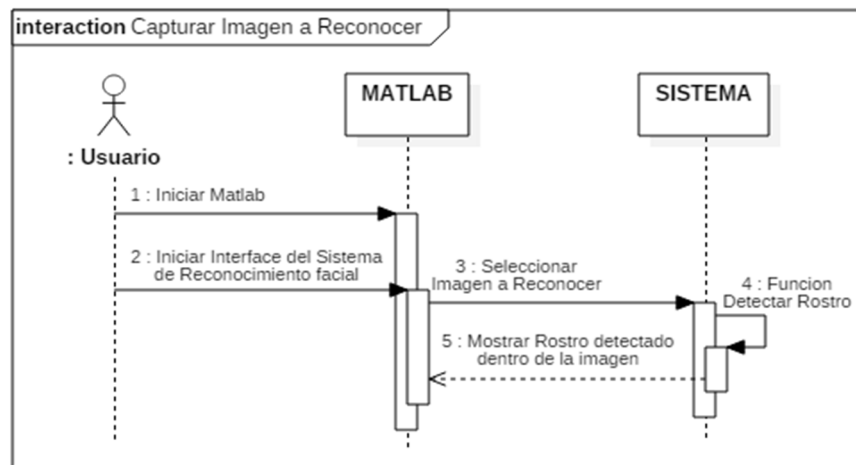 interaction Capturar Imagen a Reconocer
MATLAB
SISTEMA
: Usuario
1 : Iniciar Matlab
2 : Iniciar Interface del Sistema
de Reconocimiento facial
3 : Seleccionar
Imagen a Reconocer
4 : Funcion
Detectar Rostro
5 : Mostrar Rostro detectado
dentro de la imagen